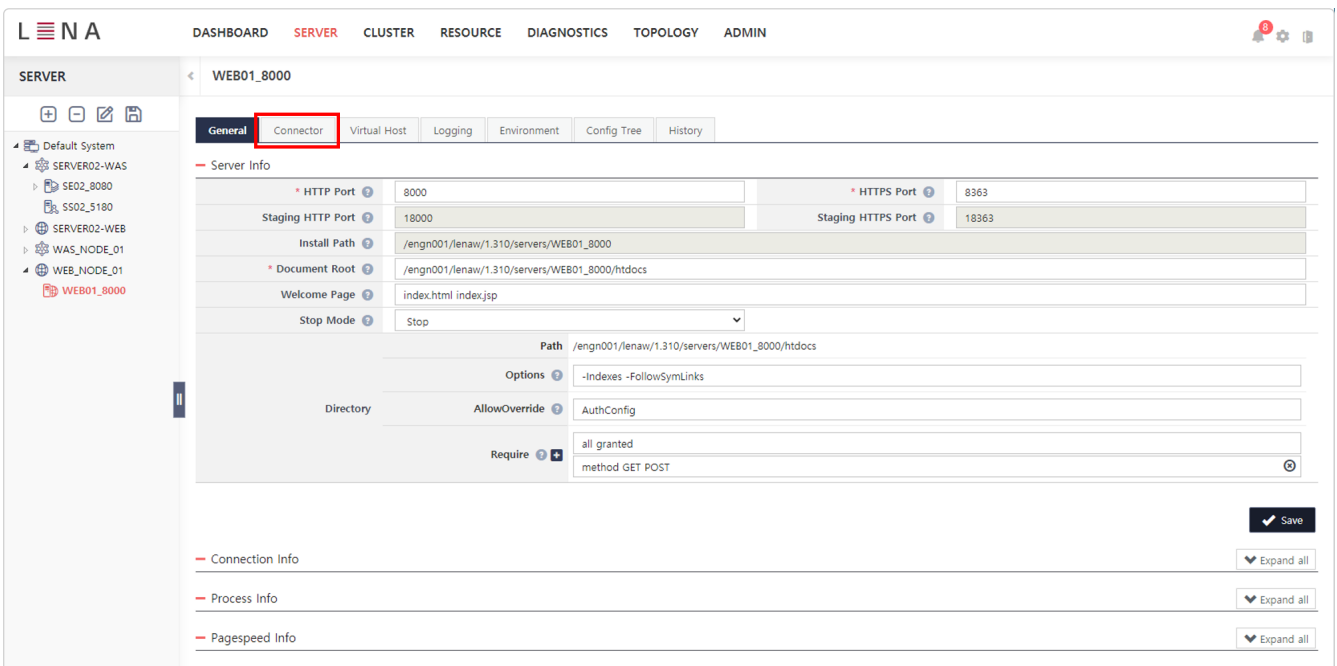 LENA DASHBOARD SERVER CLUSTER RESOURCE DIAGNOSTICS TOPOLOGY ADMIN 8
SERVER
WEB01_8000
Default System
SERVER02-WAS
SE02_8080
SS02_5180
SERVER02-WEB
WAS_NODE_01
WEB_NODE_01
WEB01_8000
General Connector Virtual Host Logging Environment Config Tree History
Server Info
* HTTP Port ? 8000 * HTTPS Port ? 8363
Staging HTTP Port ? 18000 Staging HTTPS Port ? 18363
Install Path ? /engn001/lenaw/1.310/servers/WEB01_8000
* Document Root ? /engn001/lenaw/1.310/servers/WEB01_8000/htdocs
Welcome Page ? index.html index.jsp
Stop Mode ? Stop
Directory
Path /engn001/lenaw/1.310/servers/WEB01_8000/htdocs
Options ? -Indexes -FollowSymLinks
AllowOverride ? AuthConfig
Require ? all granted
method GET POST
Save
Connection Info Expand all
Process Info Expand all
Pagespeed Info Expand all